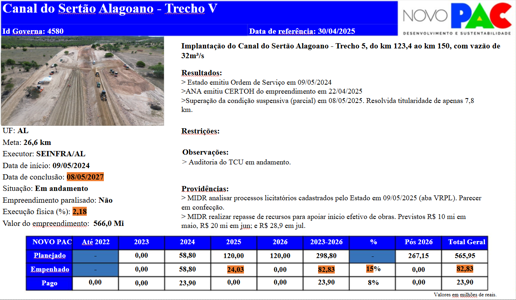 Canal do Sertão Alagoano - Trecho V
Id Governa: 4580
Data de referência: 30/04/2025
NOVO PAC
DESENVOLVIMENTO E SUSTENTABILIDADE
Implantação do Canal do Sertão Alagoano - Trecho 5, do km 123,4 ao km 150, com vazão de
32m³/s
Resultados:
> Estado emitiu Ordem de Serviço em 09/05/2024
>ANA emitiu CERTOH do empreendimento em 22/04/2025
>Superação da condição suspensiva (parcial) em 08/05/2025. Resolvida titularidade de apenas 7,8
km.
UF: AL
Meta: 26,6 km
Executor: SEINFRA/AL
Data de início: 09/05/2024
Data de conclusão: 08/05/2027
Situação: Em andamento
Empreendimento paralisado: Não
Execução física (%): 2,18
Valor do empreendimento: 566,0 Mi
Restrições:
Observações:
> Auditoria do TCU em andamento.
Providências:
> MIDR analisar processos licitatórios cadastrados pelo Estado em 09/05/2025 (aba VRPL). Parecer
em confecção.
> MIDR realizar repasse de recursos para apoiar início efetivo de obras. Previstos R$ 10 mi em
maio, R$ 20 mi em jun; e R$ 28,9 em jul.
NOVO PAC Até 2022 2023 2024 2025 2026 2023-2026 % Pós 2026 Total Geral
Planejado - 0,00 58,80 120,00 120,00 298,80 267,15 565,95
Empenhado - 0,00 58,80 24,03 0,00 82,83 15% 82,83
Pago 0,00 0,00 23,90 0,00 0,00 23,90 8% 0,00 23,90
Valores em milhões de reais.